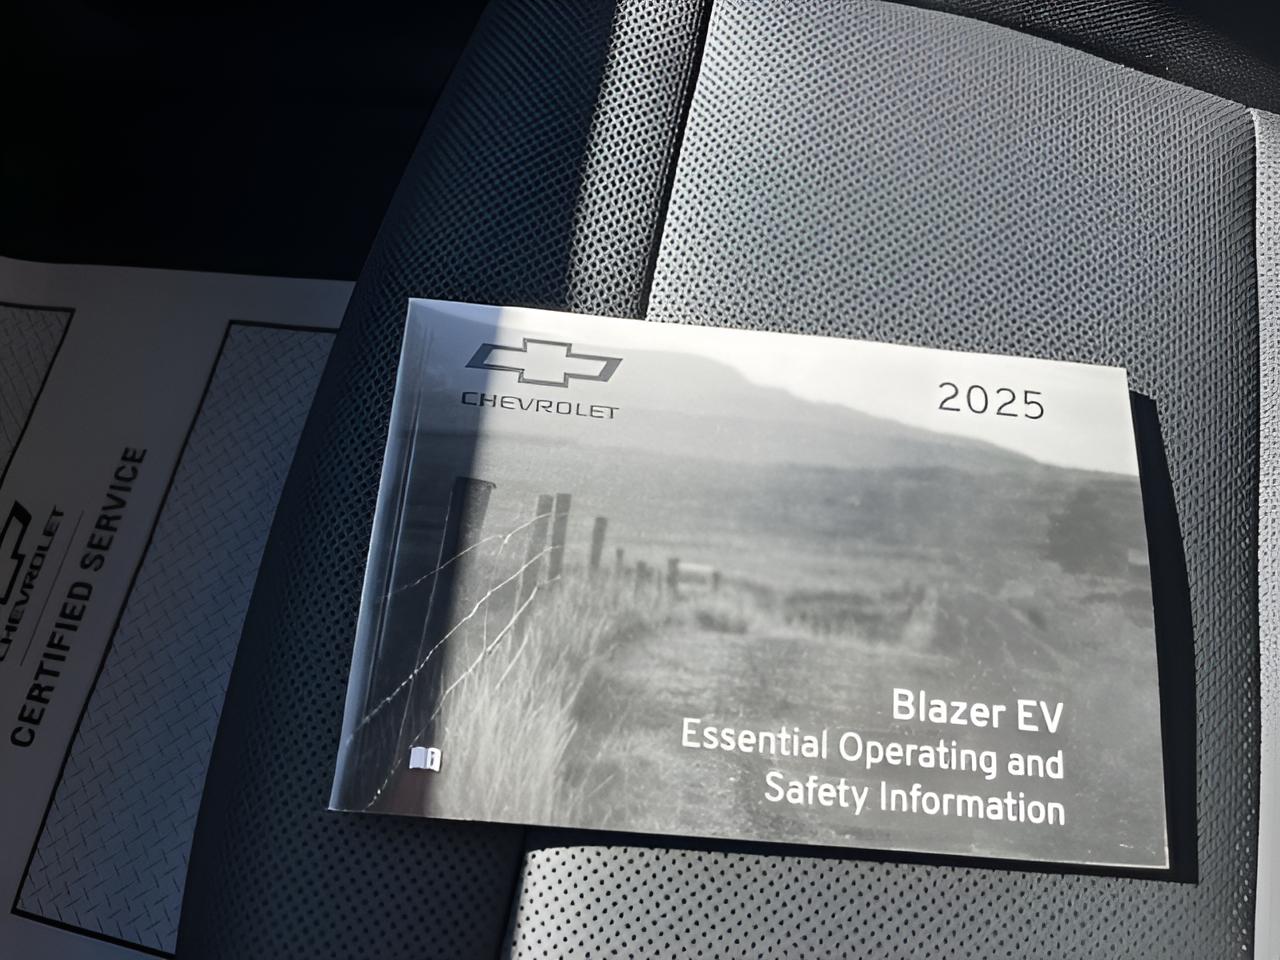 CHEVROLET
2025
Blazer EV
Essential Operating and
Safety Information
CHEVROLET
CERTIFIED SERVICE